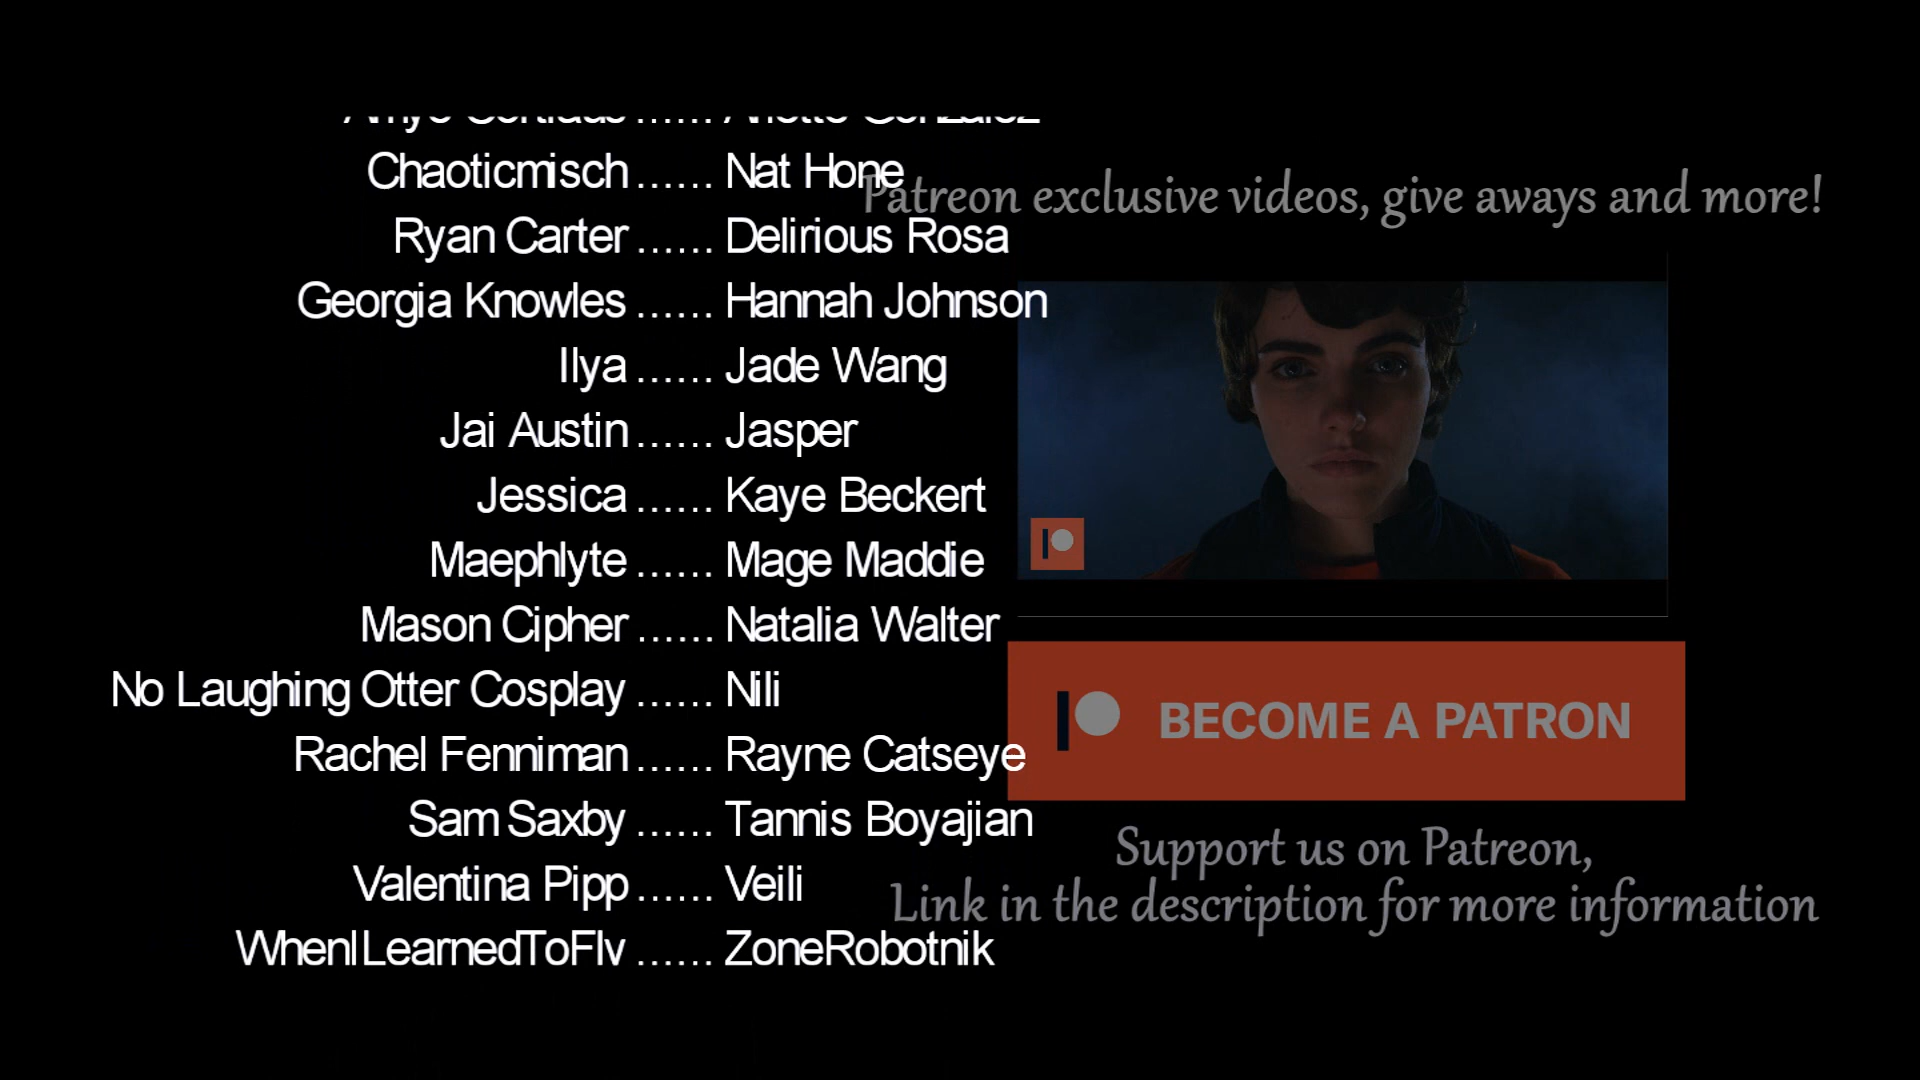 Chaoticmisch ...... Nat Hone
Patreon exclusive videos, give aways and more!
Ryan Carter ...... Delirious Rosa
Georgia Knowles ...... Hannah Johnson
Ilya ...... Jade Wang
Jai Austin ...... Jasper
Jessica ...... Kaye Beckert
Maephlyte ...... Mage Maddie
Mason Cipher ...... Natalia Walter
No Laughing Otter Cosplay ...... Nili
BECOME A PATRON
Rachel Fenniman ...... Rayne Catseye
Sam Saxby ...... Tannis Boyajian
Support us on Patreon,
Valentina Pipp ...... Veili
Link in the description for more information
WhenILearnedToFly ...... ZoneRobotnik